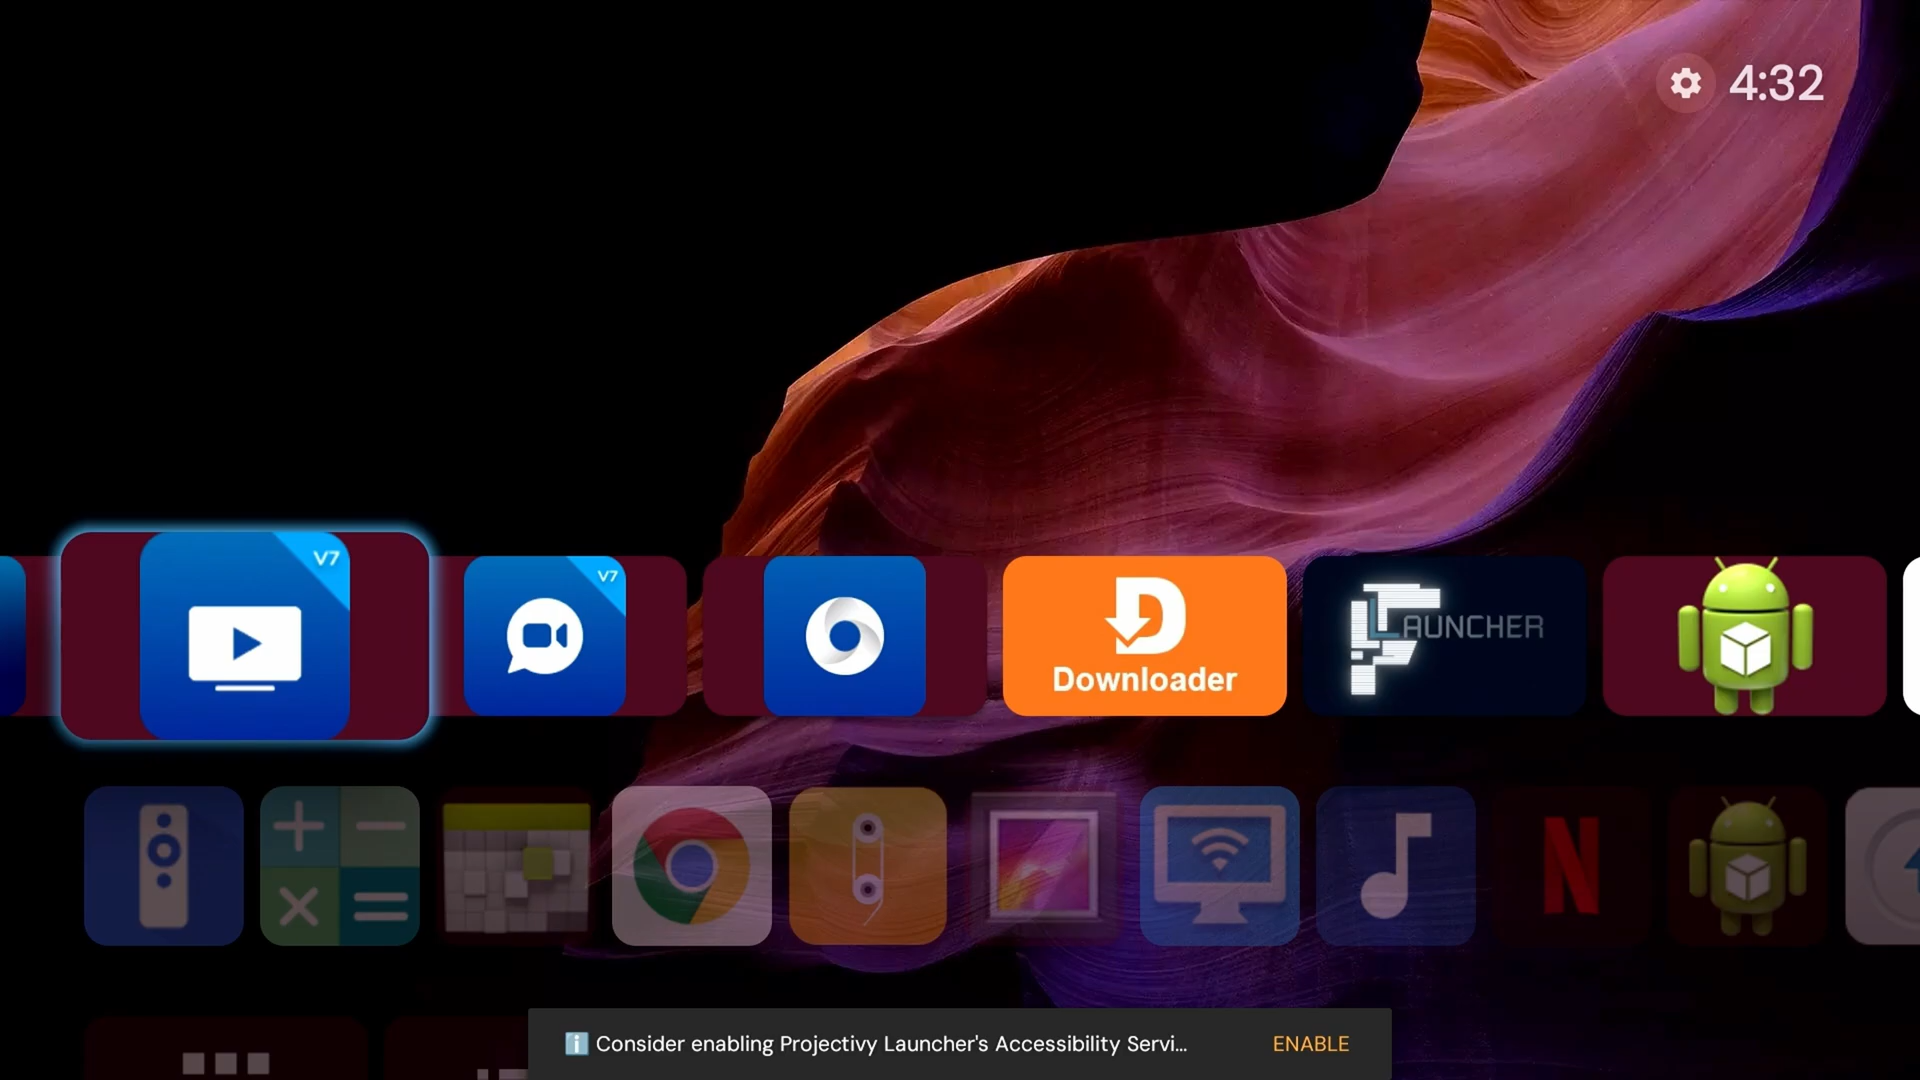 4:32
V7
V7
Downloader
LAUNCHER
N
Consider enabling Projectivy Launcher's Accessibility Servi...
ENABLE